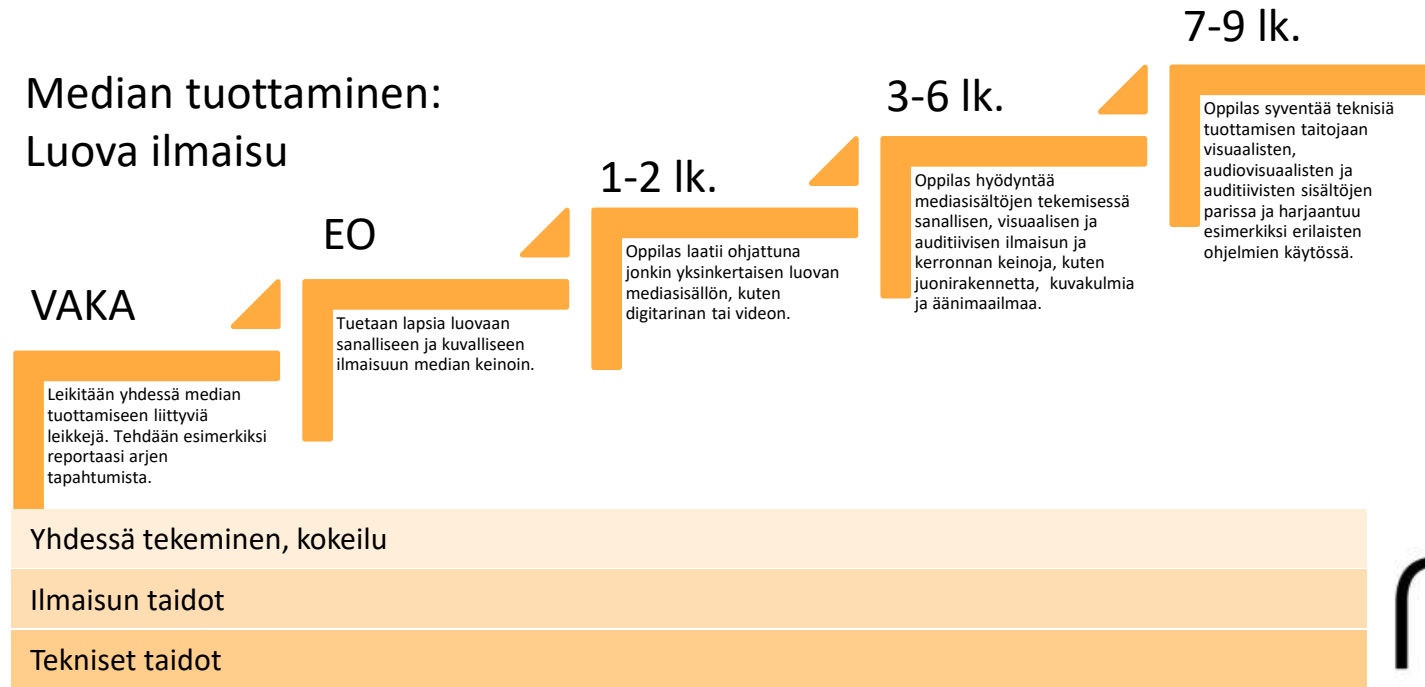 Median tuottaminen:
Luova ilmaisu
VAKA
Leikitään yhdessä median
tuottamiseen liittyviä
leikkejä. Tehdään esimerkiksi
reportaasi arjen
tapahtumista.
EO
Tuetaan lapsia luovaan
sanalliseen ja kuvalliseen
ilmaisuun median keinoin.
1-2 lk.
Oppilas laatii ohjattuna
jonkin yksinkertaisen luovan
mediasisällön, kuten
digitarinan tai videon.
3-6 lk.
Oppilas hyödyntää
mediasisältöjen tekemisessä
sanallisen, visuaalisen ja
auditiivisen ilmaisun ja
kerronnan keinoja, kuten
juonirakennetta, kuvakulmia
ja äänimaailmaa.
7-9 lk.
Oppilas syventää teknisiä
tuottamisen taitojaan
visuaalisten,
audiovisuaalisten ja
auditiivisten sisältöjen
parissa ja harjaantuu
esimerkiksi erilaisten
ohjelmien käytössä.
Yhdessä tekeminen, kokeilu
Ilmaisun taidot
Tekniset taidot